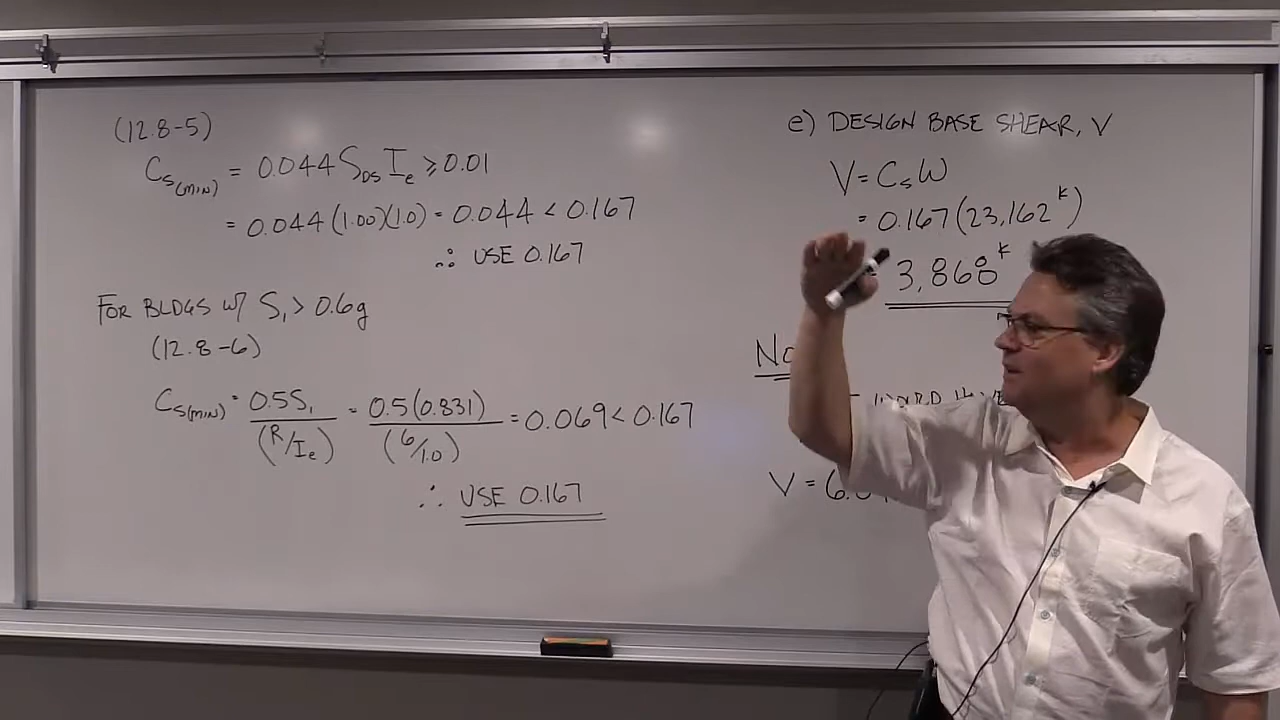 (12.8-5)
Cs(MIN) = 0.044 SDS Ie ≥ 0.01
= 0.044(1.00)(1.0) = 0.044 < 0.167
∴ USE 0.167
FOR BLDGS W/ S1 > 0.6g
(12.8-6)
Cs(MIN) = 0.5S1/(R/Ie) = 0.5(0.831)/(6/1.0) = 0.069 < 0.167
∴ USE 0.167
e) DESIGN BASE SHEAR, V
V = CsW
= 0.167(23,162k)
3,868k
V = 6.